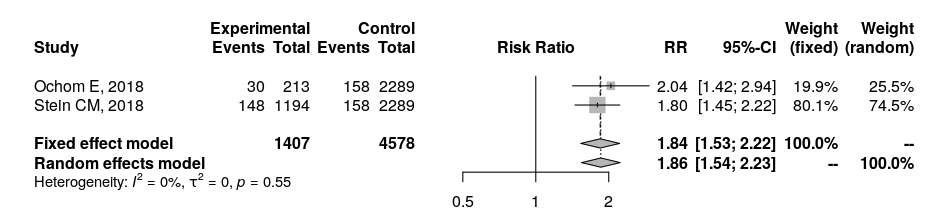 Experimental Control Weight Weight
Study Events Total Events Total Risk Ratio RR 95%-CI (fixed) (random)
Ochom E, 2018 30 213 158 2289 2.04 [1.42; 2.94] 19.9% 25.5%
Stein CM, 2018 148 1194 158 2289 1.80 [1.45; 2.22] 80.1% 74.5%
Fixed effect model 1407 4578 1.84 [1.53; 2.22] 100.0% --
Random effects model 1.86 [1.54; 2.23] -- 100.0%
Heterogeneity: I² = 0%, τ² = 0, p = 0.55
0.5 1 2